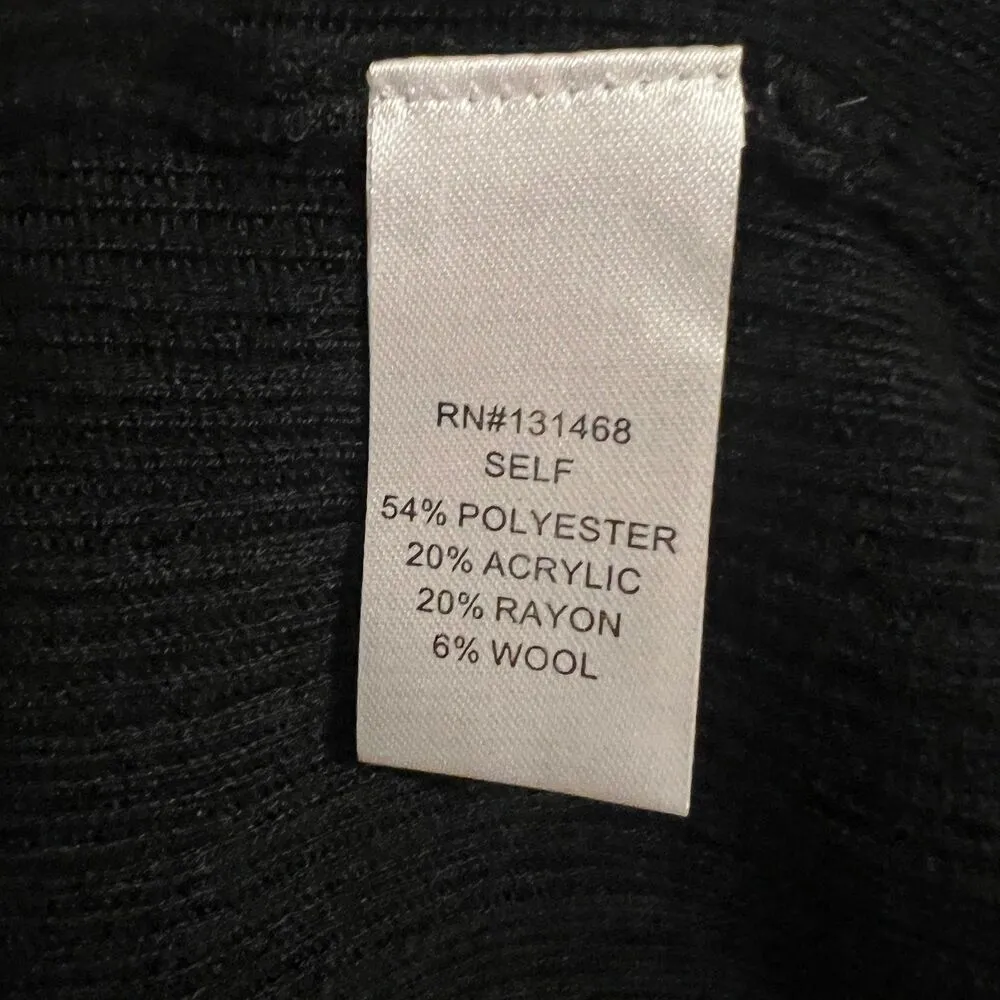 RN#131468
SELF
54% POLYESTER
20% ACRYLIC
20% RAYON
6% WOOL